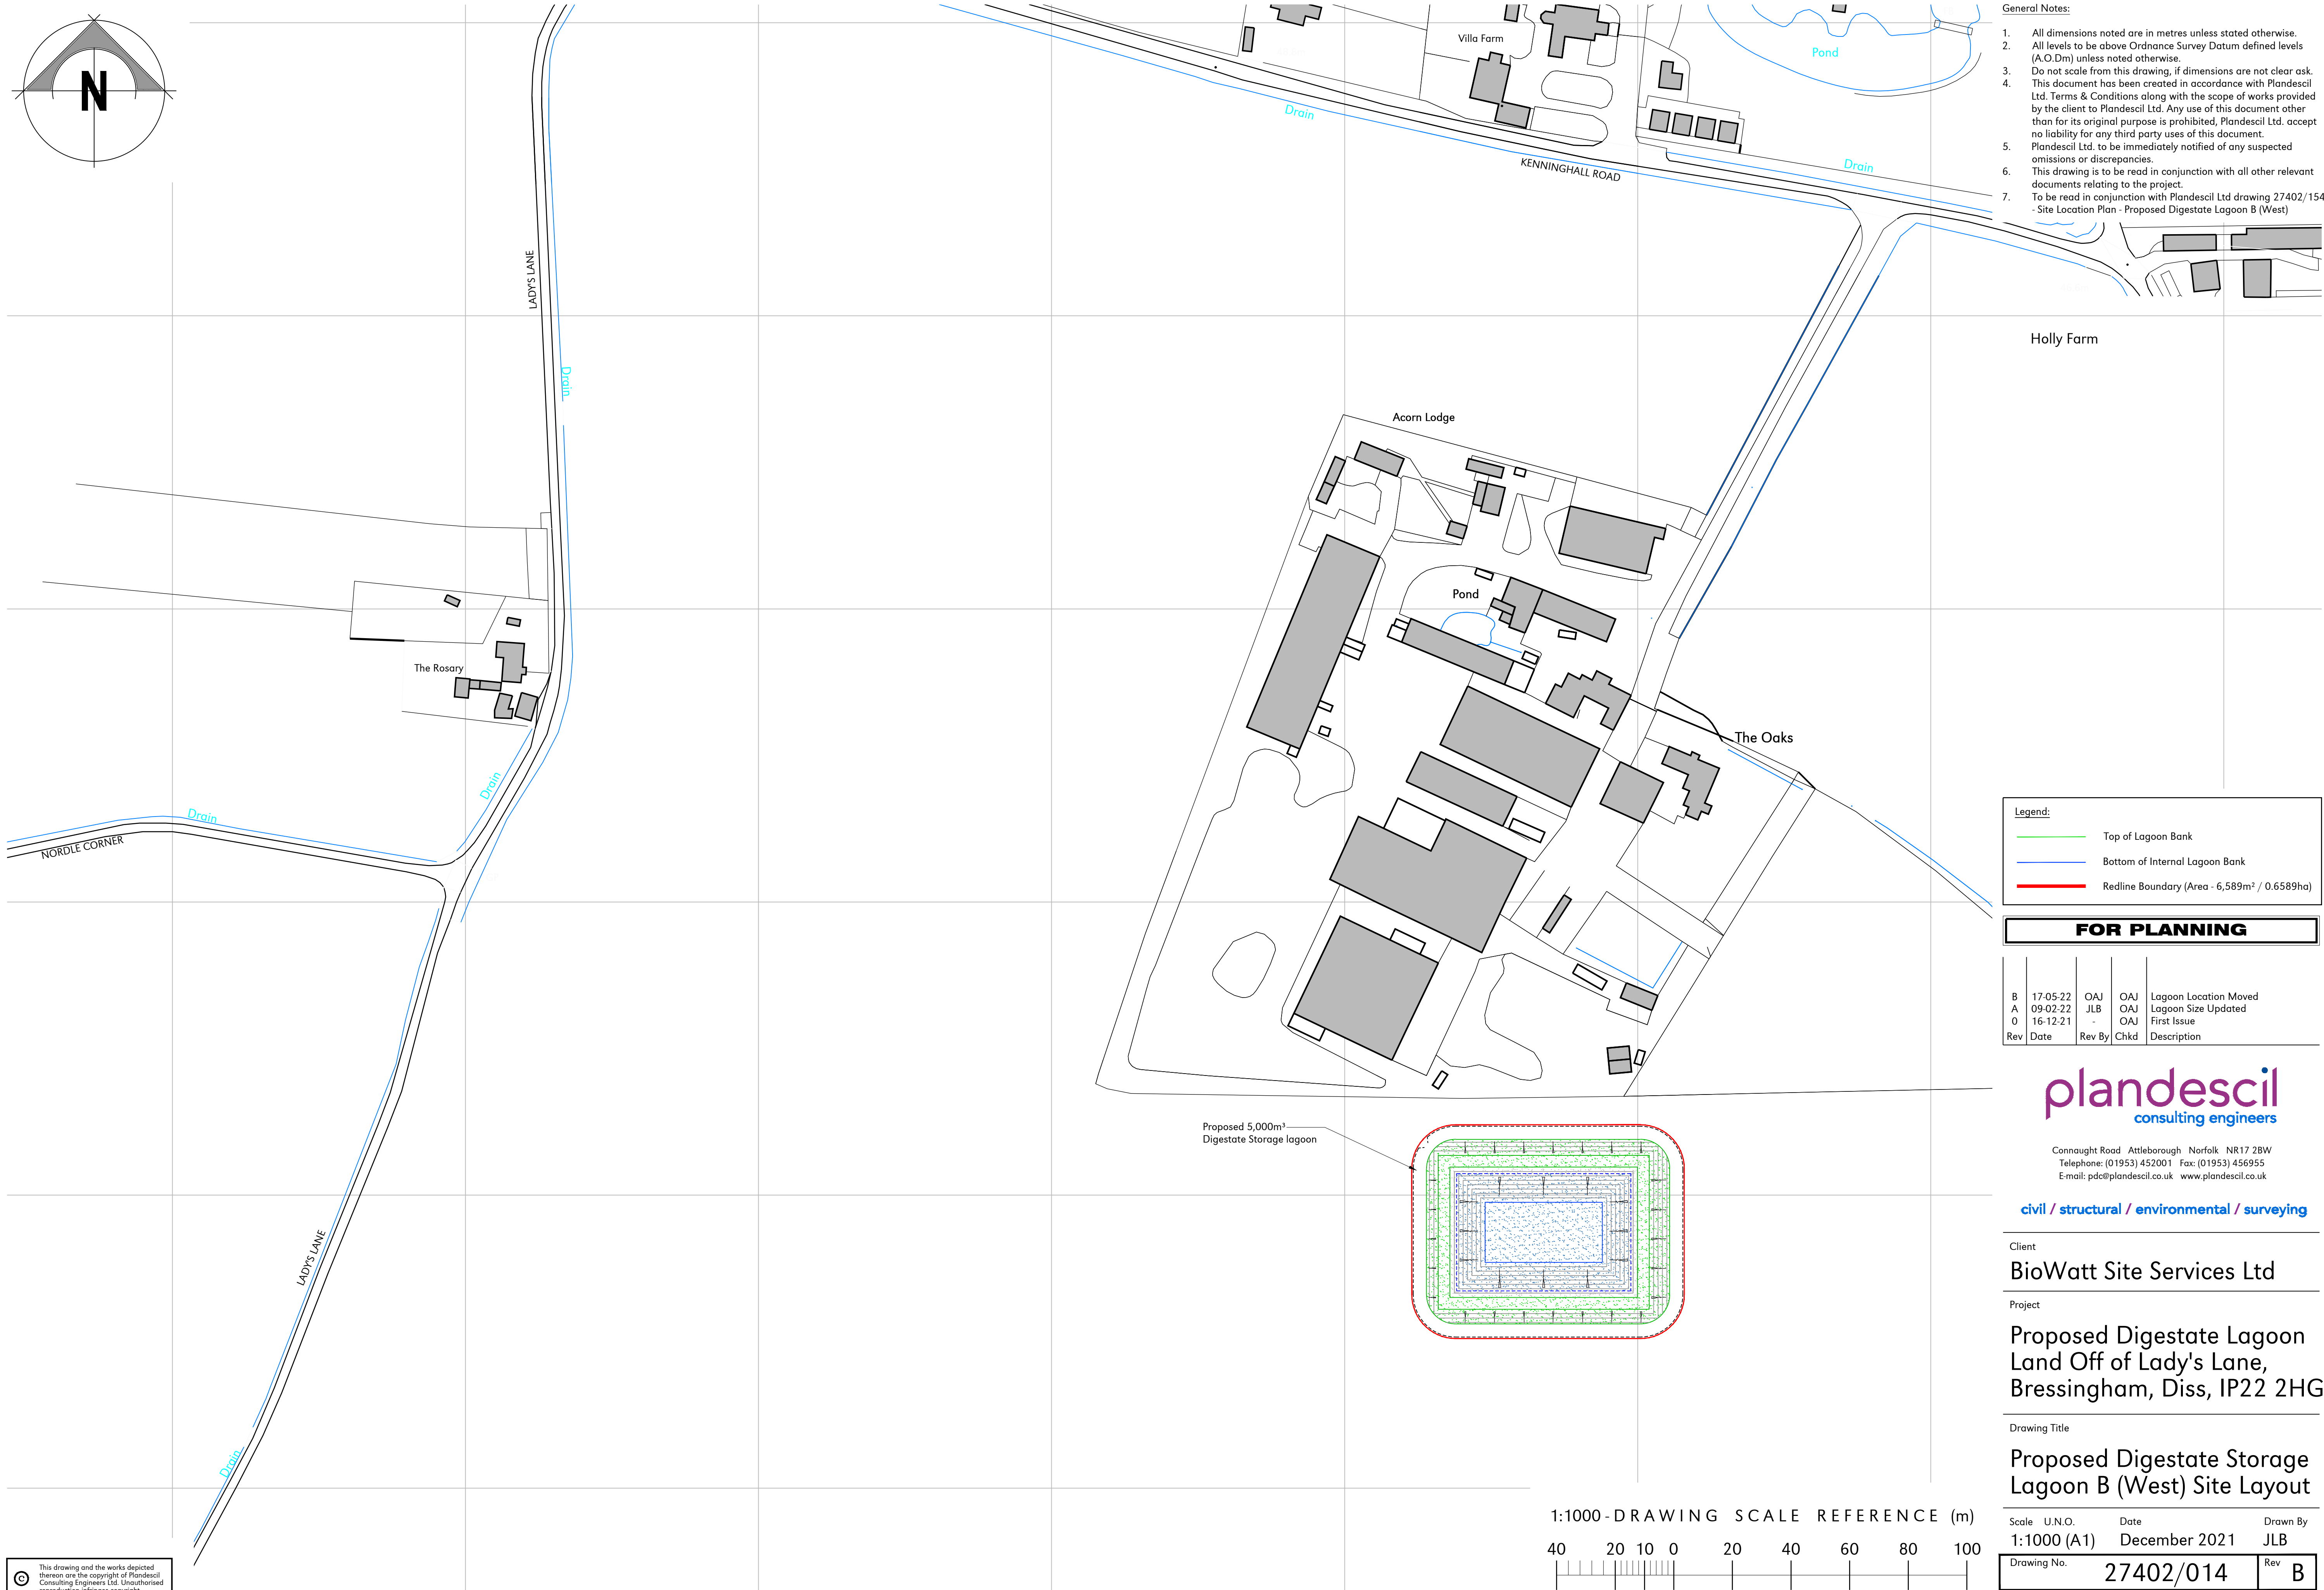 N
Villa Farm
Pond
Drain
Drain
KENNINGHALL ROAD
LADY'S LANE
Drain
Holly Farm
Acorn Lodge
Pond
The Rosary
The Oaks
Drain
Drain
NORDLE CORNER
Proposed 5,000m³
Digestate Storage lagoon
LADY'S LANE
Drain
1:1000 - DRAWING SCALE REFERENCE (m)
40 20 10 0 20 40 60 80 100
© This drawing and the works depicted
thereon are the copyright of Plandescil
Consulting Engineers Ltd. Unauthorised
General Notes:
1. All dimensions noted are in metres unless stated otherwise.
2. All levels to be above Ordnance Survey Datum defined levels
(A.O.Dm) unless noted otherwise.
3. Do not scale from this drawing, if dimensions are not clear ask.
4. This document has been created in accordance with Plandescil
Ltd. Terms & Conditions along with the scope of works provided
by the client to Plandescil Ltd. Any use of this document other
than for its original purpose is prohibited, Plandescil Ltd. accept
no liability for any third party uses of this document.
5. Plandescil Ltd. to be immediately notified of any suspected
omissions or discrepancies.
6. This drawing is to be read in conjunction with all other relevant
documents relating to the project.
7. To be read in conjunction with Plandescil Ltd drawing 27402/154
- Site Location Plan - Proposed Digestate Lagoon B (West)
Legend:
Top of Lagoon Bank
Bottom of Internal Lagoon Bank
Redline Boundary (Area - 6,589m² / 0.6589ha)
FOR PLANNING
B 17-05-22 OAJ OAJ Lagoon Location Moved
A 09-02-22 JLB OAJ Lagoon Size Updated
0 16-12-21 - OAJ First Issue
Rev Date Rev By Chkd Description
plandescil
consulting engineers
Connaught Road Attleborough Norfolk NR17 2BW
Telephone: (01953) 452001 Fax: (01953) 456955
E-mail: pdc@plandescil.co.uk www.plandescil.co.uk
civil / structural / environmental / surveying
Client
BioWatt Site Services Ltd
Project
Proposed Digestate Lagoon
Land Off of Lady's Lane,
Bressingham, Diss, IP22 2HG
Drawing Title
Proposed Digestate Storage
Lagoon B (West) Site Layout
Scale U.N.O. Date Drawn By
1:1000 (A1) December 2021 JLB
Drawing No. 27402/014 Rev B